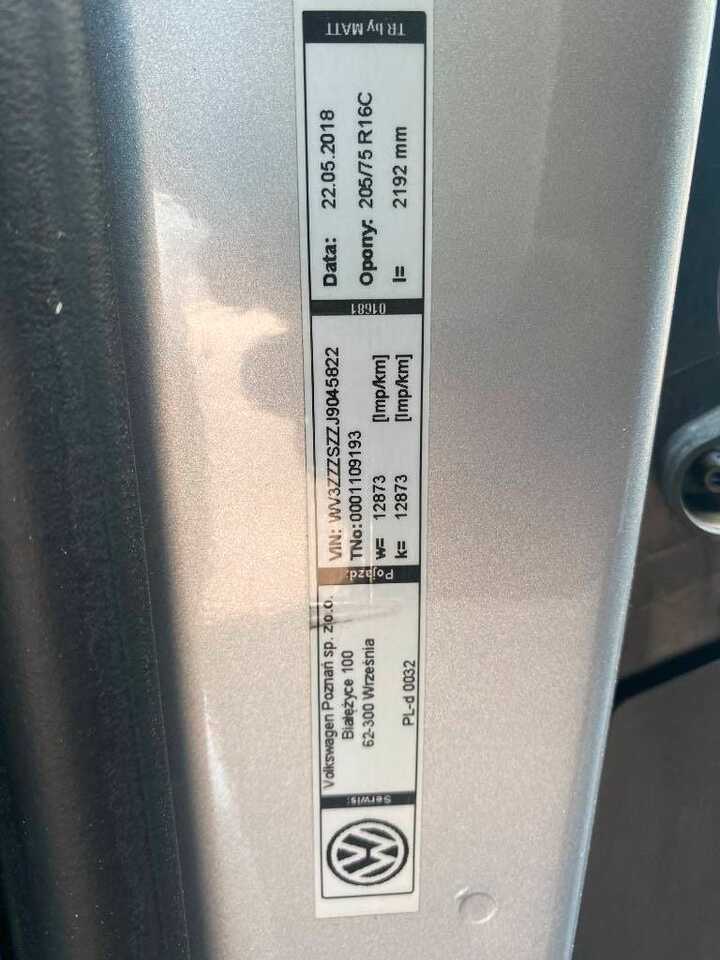 Serwis:
Volkswagen Poznań sp. z o.o.
Białężyce 100
62-300 Września
PL-d 0032
Pojazd:
VIN: WV3ZZZSZZJ9045822
TNo:0001109193
w= 12873 [Imp/km]
k= 12873 [Imp/km]
01681
Data: 22.05.2018
Opony: 205/75 R16C
l= 2192 mm
TR by MATT